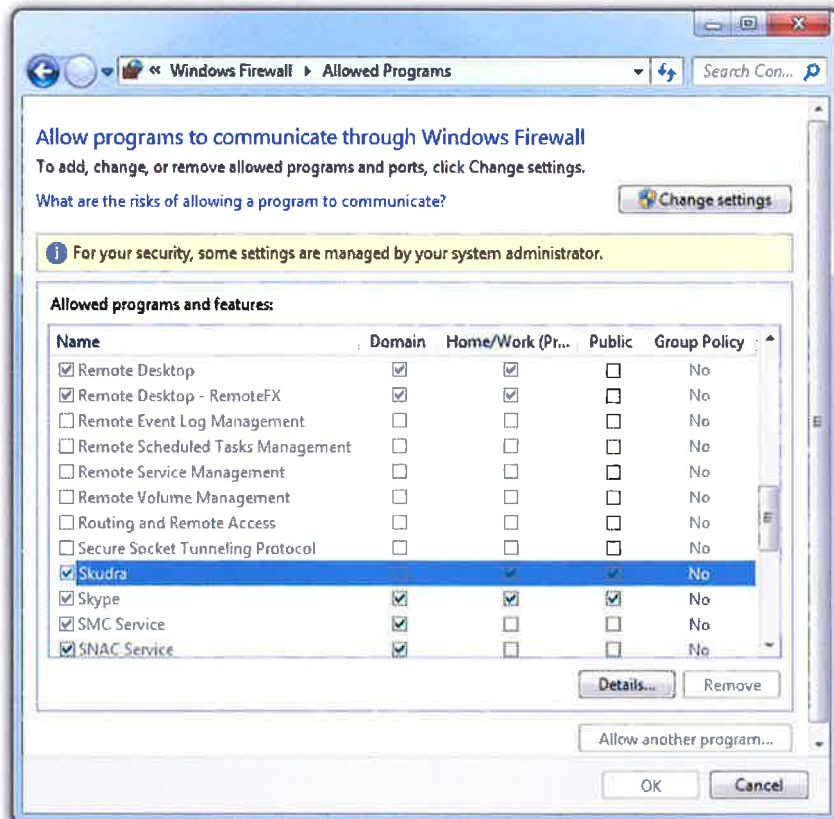 « Windows Firewall ▸ Allowed Programs
Search Con...
Allow programs to communicate through Windows Firewall
To add, change, or remove allowed programs and ports, click Change settings.
What are the risks of allowing a program to communicate?
Change settings
For your security, some settings are managed by your system administrator.
Allowed programs and features:
Name Domain Home/Work (Pr... Public Group Policy
Remote Desktop No
Remote Desktop - RemoteFX No
Remote Event Log Management No
Remote Scheduled Tasks Management No
Remote Service Management No
Remote Volume Management No
Routing and Remote Access No
Secure Socket Tunneling Protocol No
Skudra No
Skype No
SMC Service No
SNAC Service No
Details... Remove
Allow another program...
OK Cancel